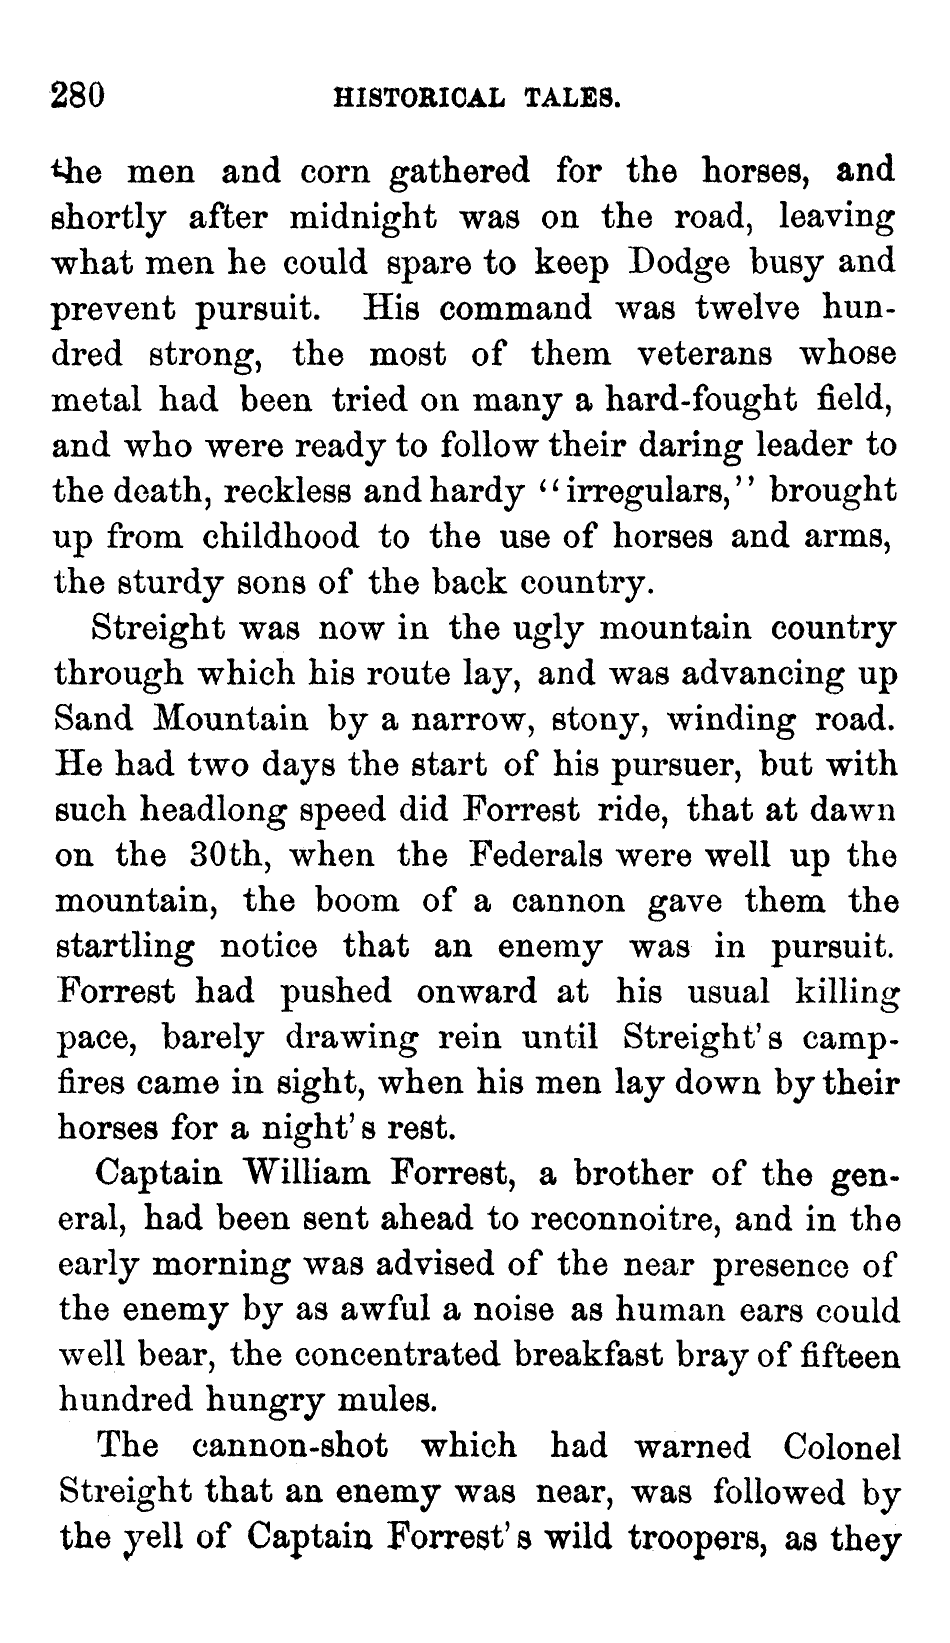 280 HISTORICAL TALES.
the men and corn gathered for the horses, and
shortly after midnight was on the road, leaving
what men he could spare to keep Dodge busy and
prevent pursuit. His command was twelve hun-
dred strong, the most of them veterans whose
metal had been tried on many a hard-fought field,
and who were ready to follow their daring leader to
the death, reckless and hardy "irregulars," brought
up from childhood to the use of horses and arms,
the sturdy sons of the back country.
Streight was now in the ugly mountain country
through which his route lay, and was advancing up
Sand Mountain by a narrow, stony, winding road.
He had two days the start of his pursuer, but with
such headlong speed did Forrest ride, that at dawn
on the 30th, when the Federals were well up the
mountain, the boom of a cannon gave them the
startling notice that an enemy was in pursuit.
Forrest had pushed onward at his usual killing
pace, barely drawing rein until Streight's camp-
fires came in sight, when his men lay down by their
horses for a night's rest.
Captain William Forrest, a brother of the gen-
eral, had been sent ahead to reconnoitre, and in the
early morning was advised of the near presence of
the enemy by as awful a noise as human ears could
well bear, the concentrated breakfast bray of fifteen
hundred hungry mules.
The cannon-shot which had warned Colonel
Streight that an enemy was near, was followed by
the yell of Captain Forrest's wild troopers, as they